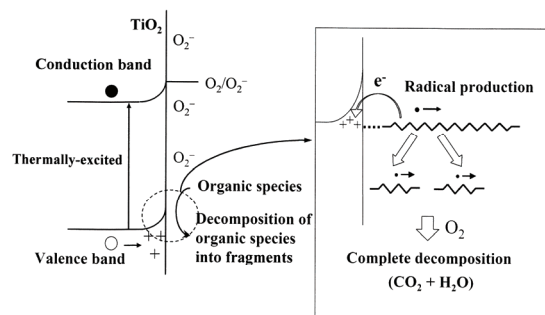 TiO₂
O₂⁻
Conduction band
O₂/O₂⁻
O₂⁻
Thermally-excited
O₂⁻
Organic species
Decomposition of
organic species
into fragments
+ +
+
Valence band
e⁻
Radical production
+ + +
O₂
Complete decomposition
(CO₂ + H₂O)